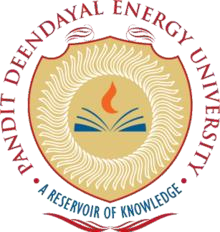 PANDIT DEENDAYAL ENERGY UNIVERSITY
• A RESERVOIR OF KNOWLEDGE •